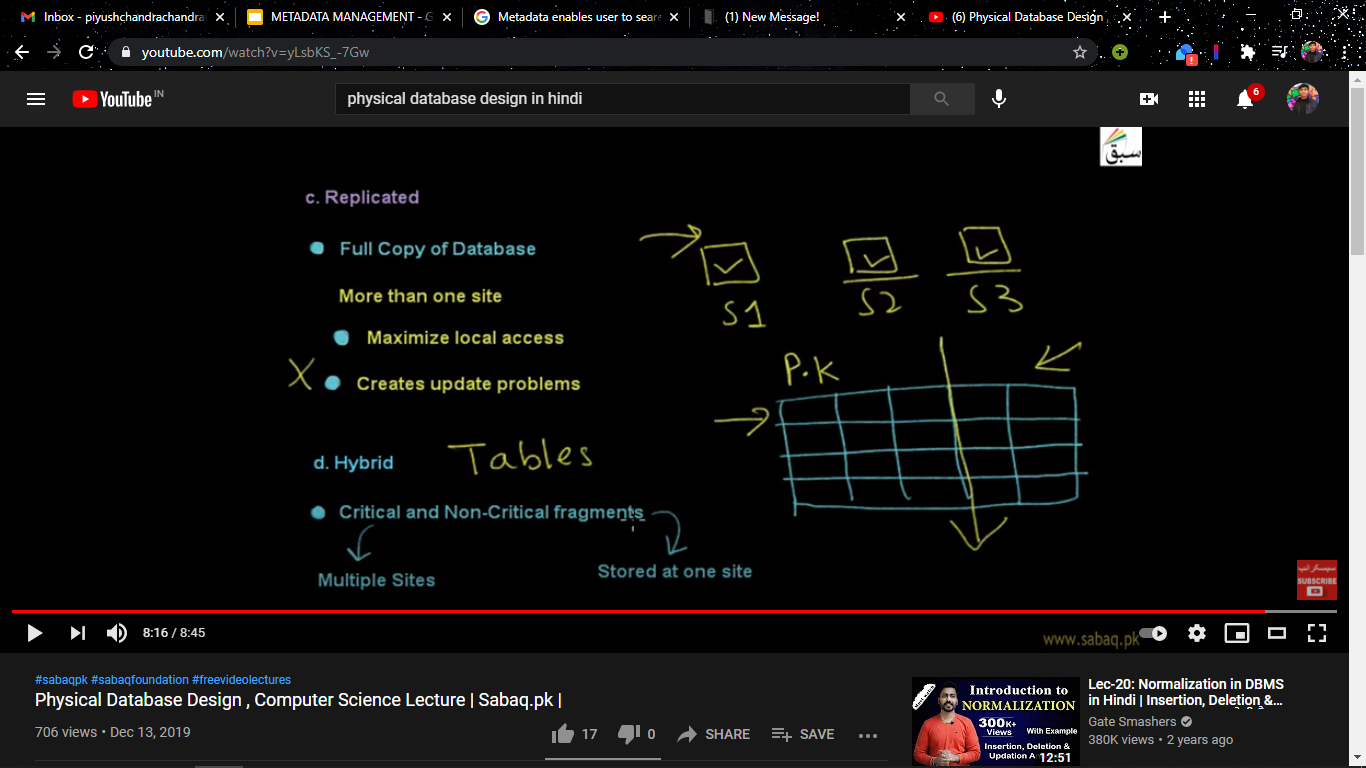 Inbox - piyushchandrachandra
METADATA MANAGEMENT - G
Metadata enables user to sear
(1) New Message!
(6) Physical Database Design
youtube.com/watch?v=yLsbKS_-7Gw
YouTube IN
physical database design in hindi
6
سبق
c. Replicated
Full Copy of Database
More than one site
Maximize local access
X Creates update problems
S1 S2 S3
P.K
d. Hybrid Tables
Critical and Non-Critical fragments
Multiple Sites
Stored at one site
SUBSCRIBE
8:16 / 8:45
www.sabaq.pk
#sabaqpk #sabaqfoundation #freevideolectures
Physical Database Design , Computer Science Lecture | Sabaq.pk |
706 views • Dec 13, 2019
17 0 SHARE SAVE
Introduction to
NORMALIZATION
300K+
Views
With Example
Insertion, Deletion &
Updation A
12:51
Lec-20: Normalization in DBMS
in Hindi | Insertion, Deletion &...
Gate Smashers
380K views • 2 years ago